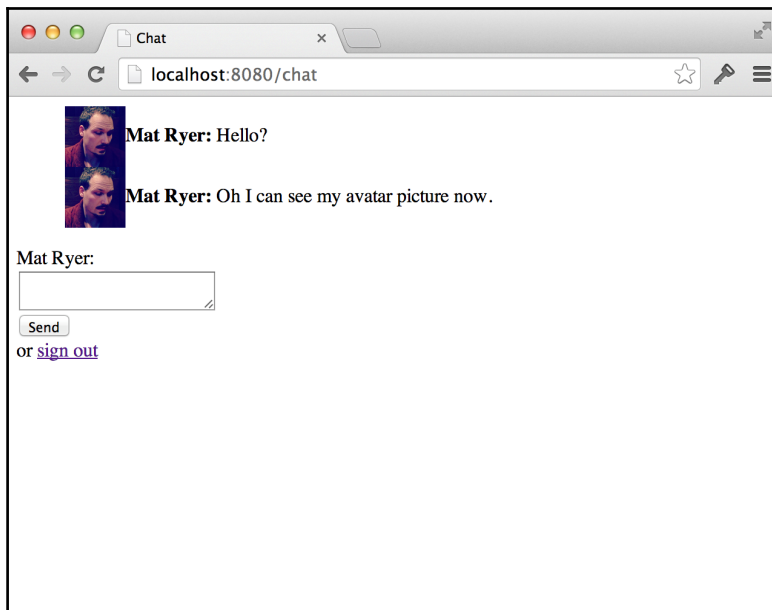 Chat
localhost:8080/chat
Mat Ryer: Hello?
Mat Ryer: Oh I can see my avatar picture now.
Mat Ryer:
Send
or sign out